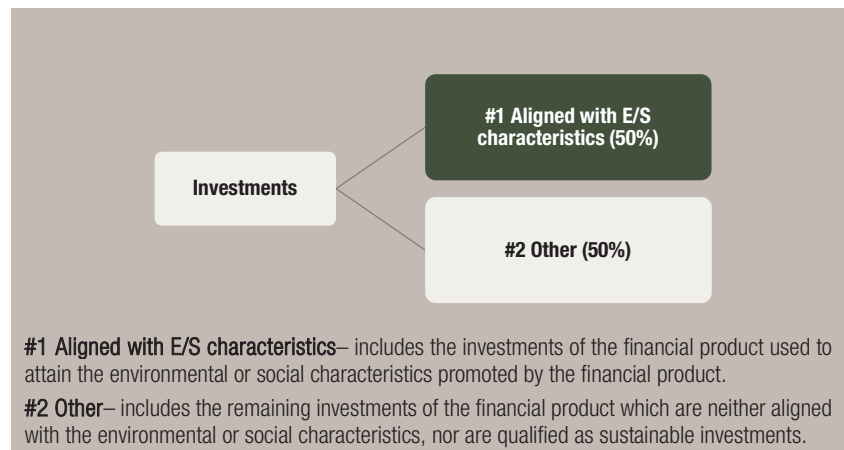 #1 Aligned with E/S
characteristics (50%)
Investments
#2 Other (50%)
#1 Aligned with E/S characteristics– includes the investments of the financial product used to
attain the environmental or social characteristics promoted by the financial product.
#2 Other– includes the remaining investments of the financial product which are neither aligned
with the environmental or social characteristics, nor are qualified as sustainable investments.